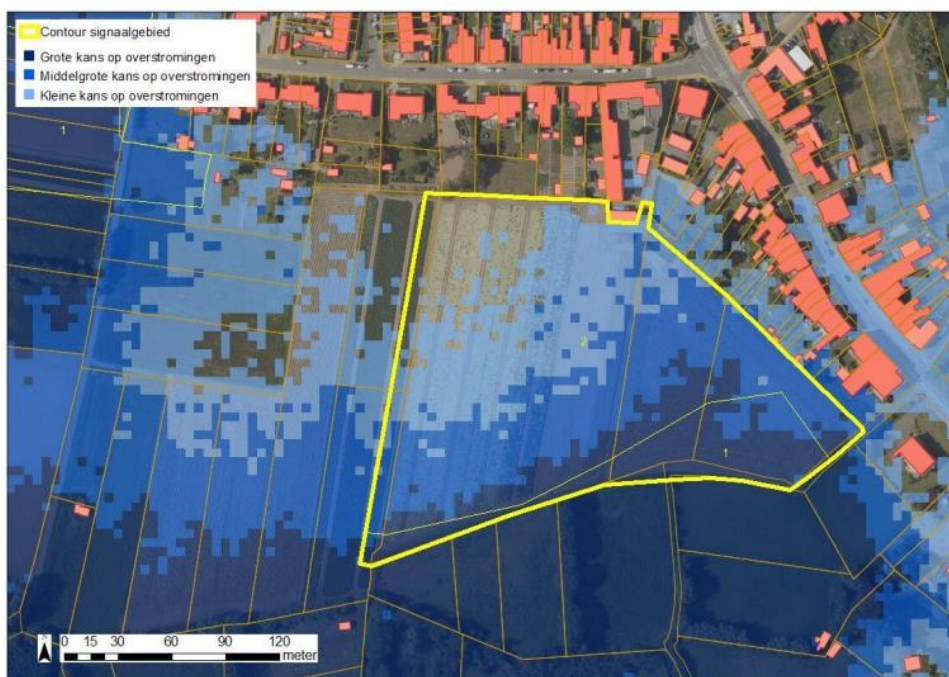 Contour signaalgebied
Grote kans op overstromingen
Middelgrote kans op overstromingen
Kleine kans op overstromingen
1
2
1
N
0 15 30 60 90 120
meter